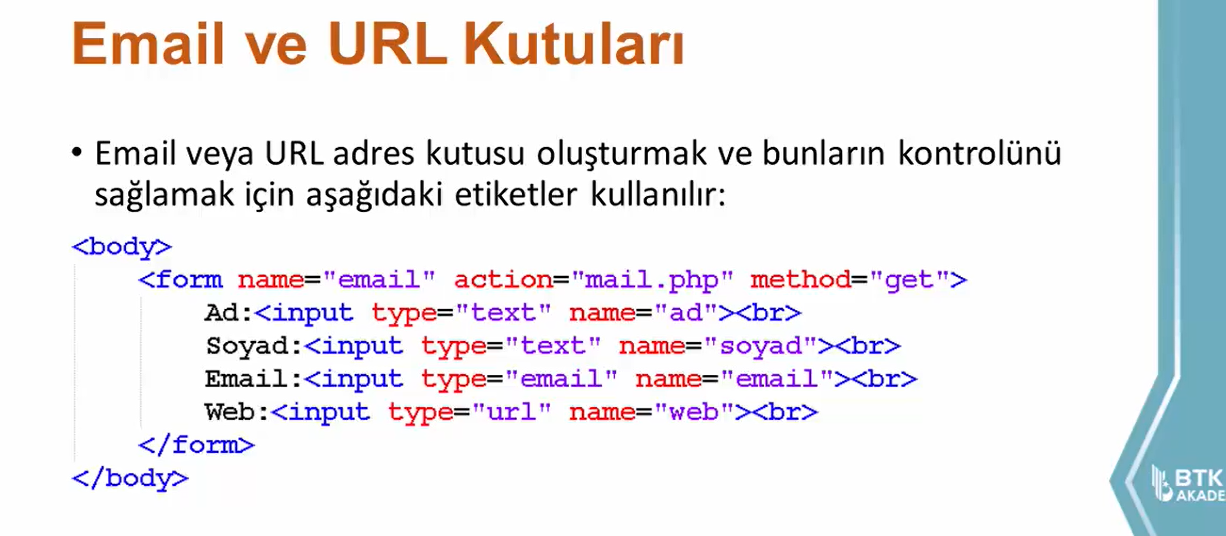 Email ve URL Kutuları
• Email veya URL adres kutusu oluşturmak ve bunların kontrolünü
sağlamak için aşağıdaki etiketler kullanılır:
<body>
    <form name="email" action="mail.php" method="get">
        Ad:<input type="text" name="ad"><br>
        Soyad:<input type="text" name="soyad"><br>
        Email:<input type="email" name="email"><br>
        Web:<input type="url" name="web"><br>
    </form>
</body>
BTK
AKADE